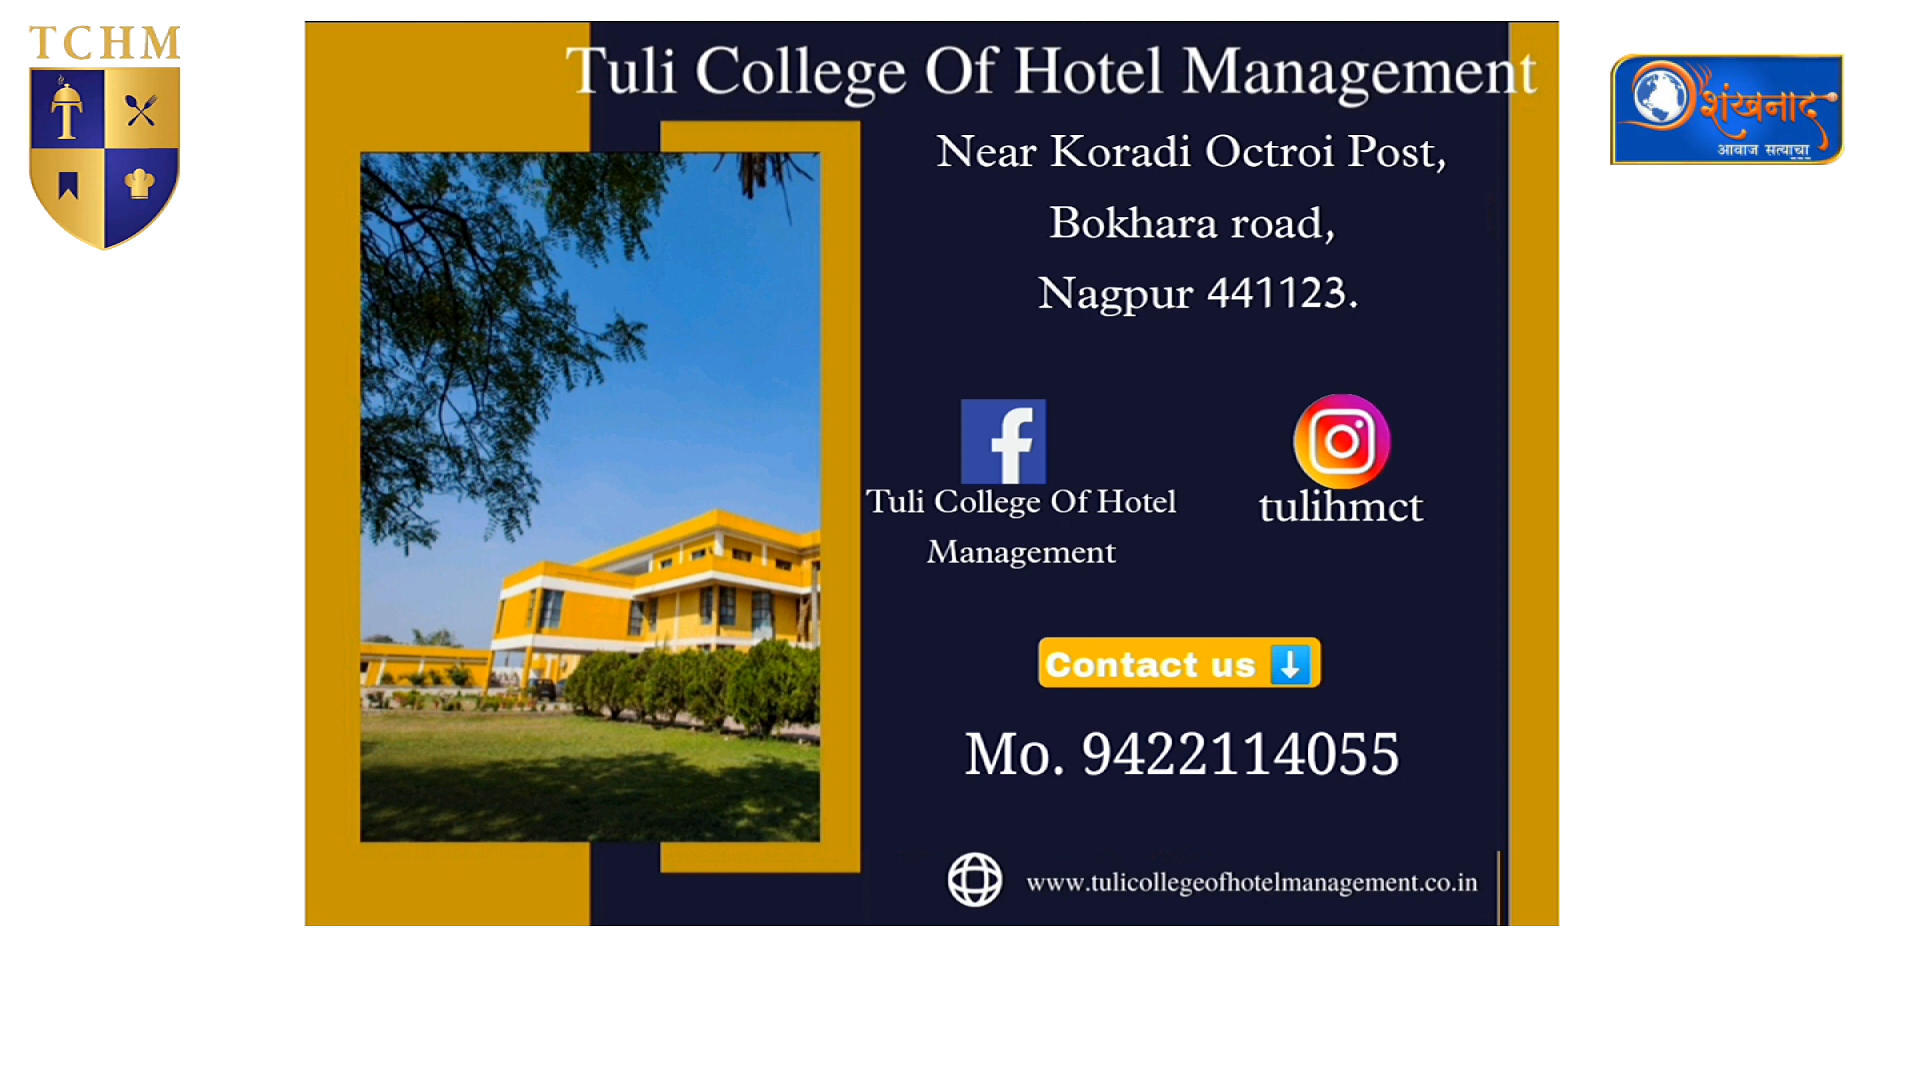 TCHM
T
Tuli College Of Hotel Management
शंखनाद
आवाज सत्याचा
Near Koradi Octroi Post,
Bokhara road,
Nagpur 441123.
Tuli College Of Hotel
Management
tulihmct
Contact us ⬇️
Mo. 9422114055
www.tulicollegeofhotelmanagement.co.in